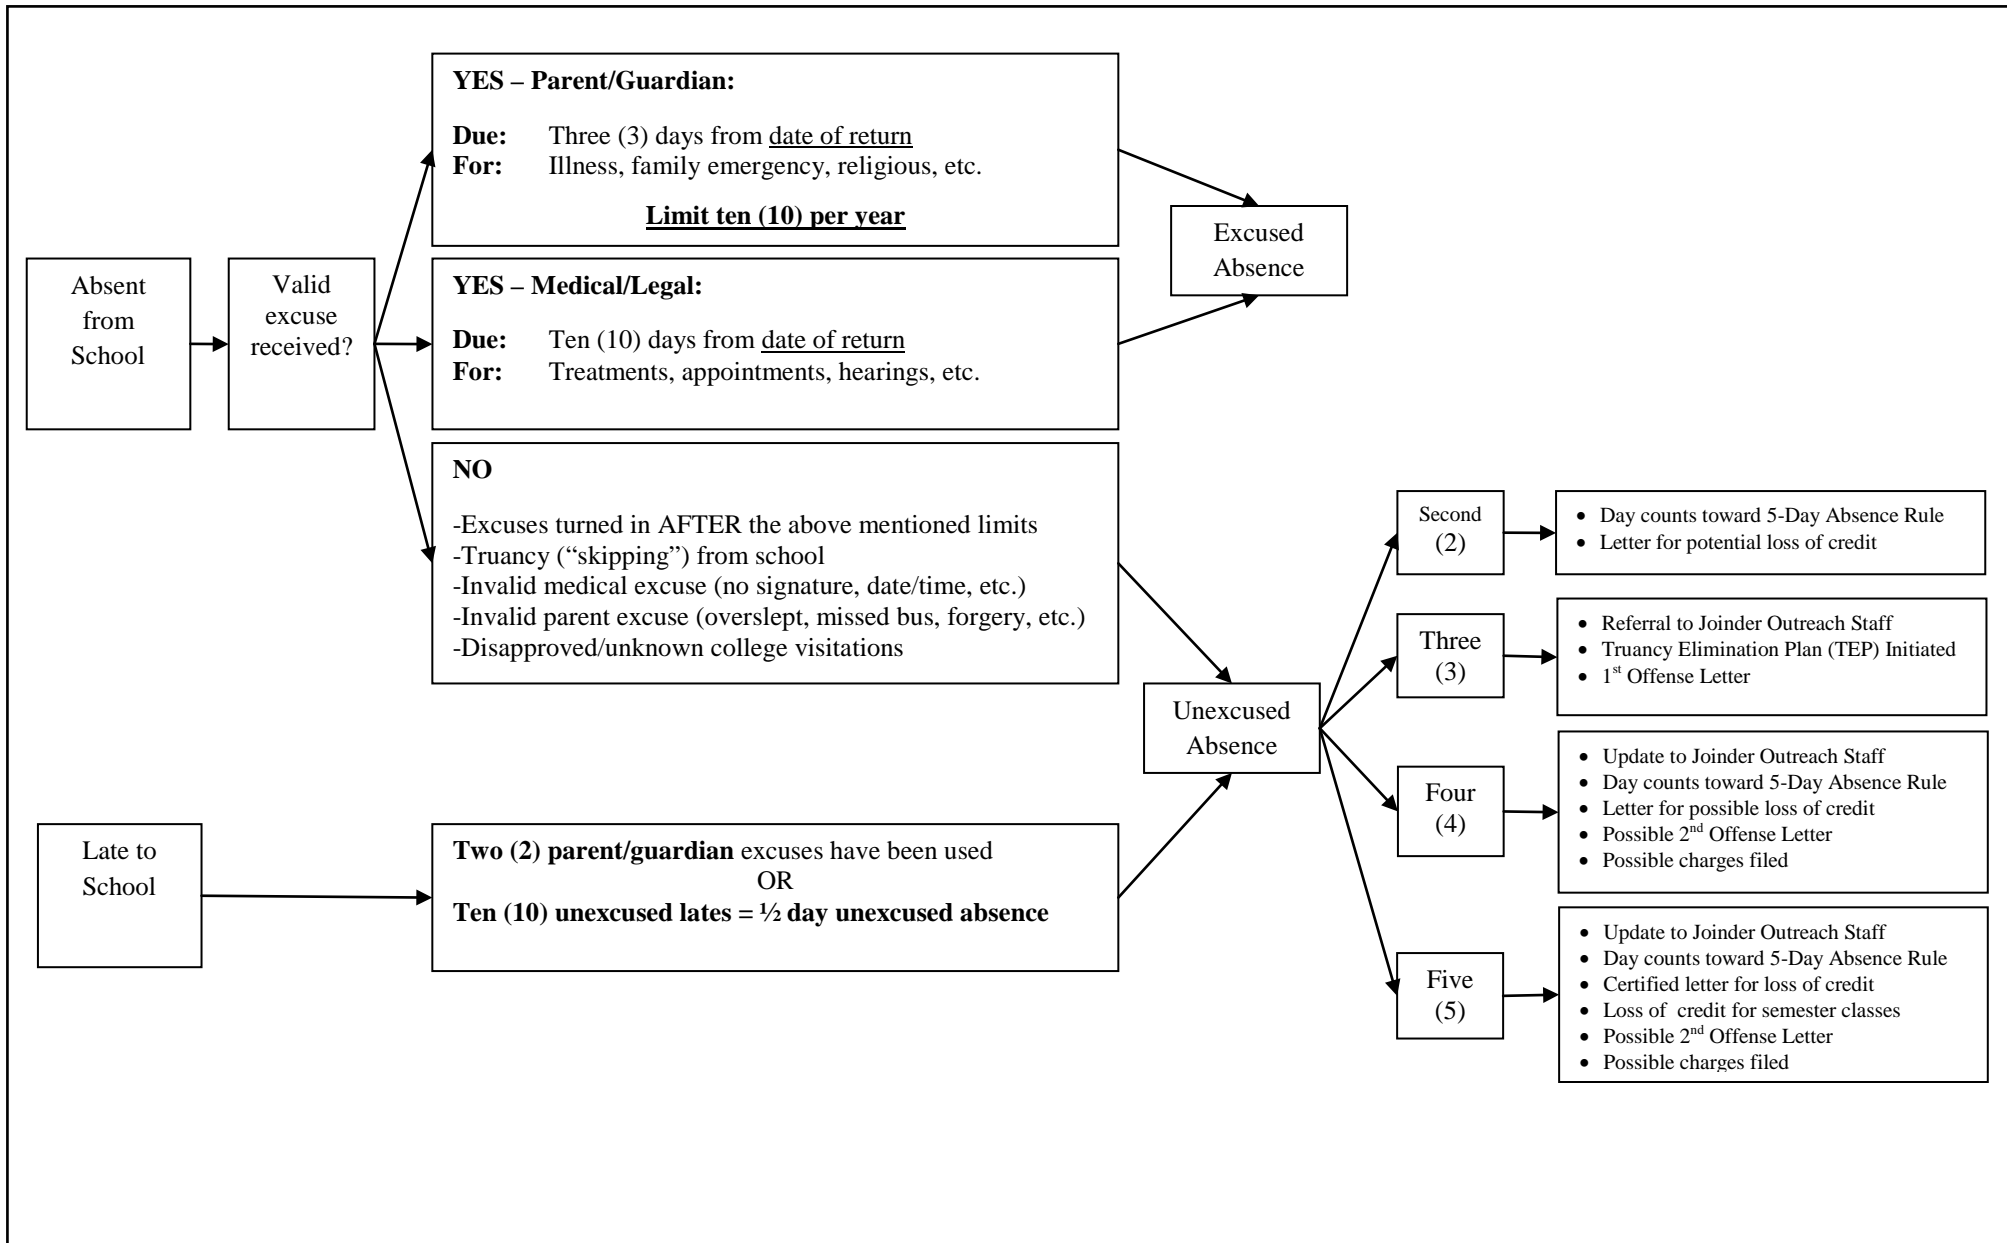 YES – Parent/Guardian:
Due: Three (3) days from date of return
For: Illness, family emergency, religious, etc.
Limit ten (10) per year
Excused
Absence
Absent
from
School
Valid
excuse
received?
YES – Medical/Legal:
Due: Ten (10) days from date of return
For: Treatments, appointments, hearings, etc.
NO
-Excuses turned in AFTER the above mentioned limits
-Truancy (“skipping”) from school
-Invalid medical excuse (no signature, date/time, etc.)
-Invalid parent excuse (overslept, missed bus, forgery, etc.)
-Disapproved/unknown college visitations
Unexcused
Absence
Second
(2)
• Day counts toward 5-Day Absence Rule
• Letter for potential loss of credit
Three
(3)
• Referral to Joinder Outreach Staff
• Truancy Elimination Plan (TEP) Initiated
• 1st Offense Letter
Four
(4)
• Update to Joinder Outreach Staff
• Day counts toward 5-Day Absence Rule
• Letter for possible loss of credit
• Possible 2nd Offense Letter
• Possible charges filed
Late to
School
Two (2) parent/guardian excuses have been used
OR
Ten (10) unexcused lates = ½ day unexcused absence
Five
(5)
• Update to Joinder Outreach Staff
• Day counts toward 5-Day Absence Rule
• Certified letter for loss of credit
• Loss of credit for semester classes
• Possible 2nd Offense Letter
• Possible charges filed